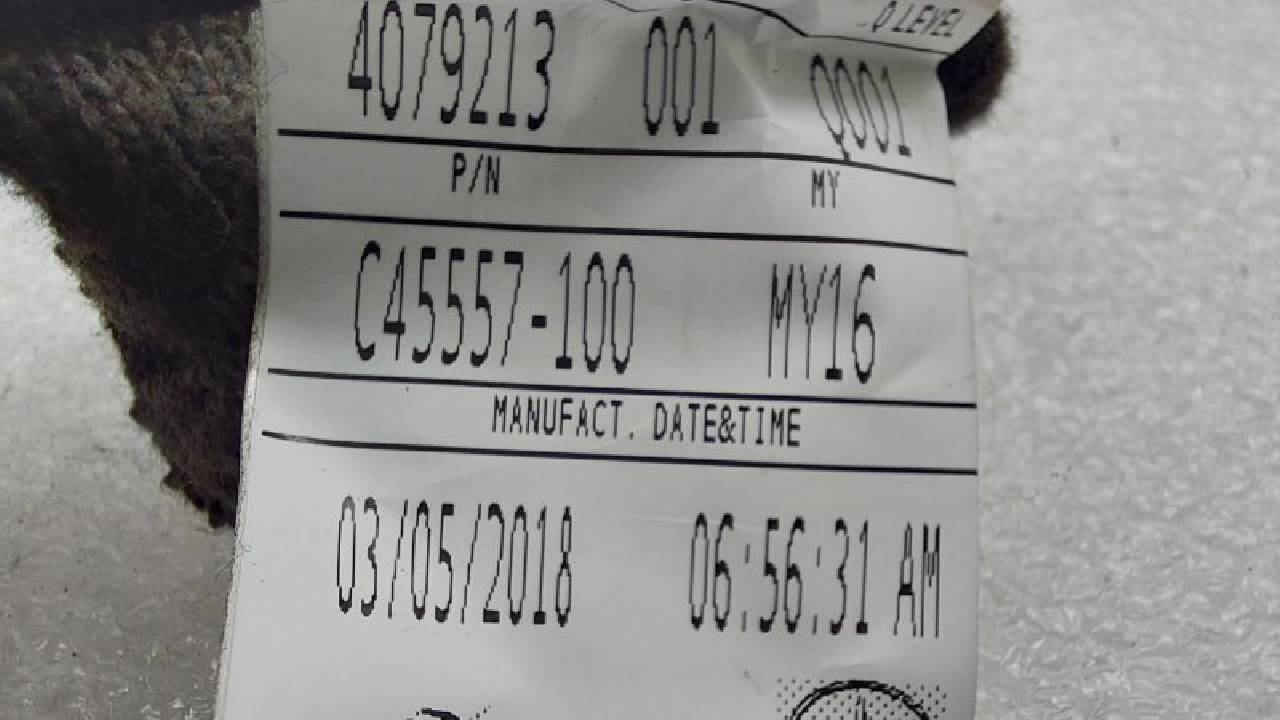 Q LEVEL
4079213 001 Q001
P/N MY
C45557-100 MY16
MANUFACT. DATE&TIME
03/05/2018 06:56:31 AM